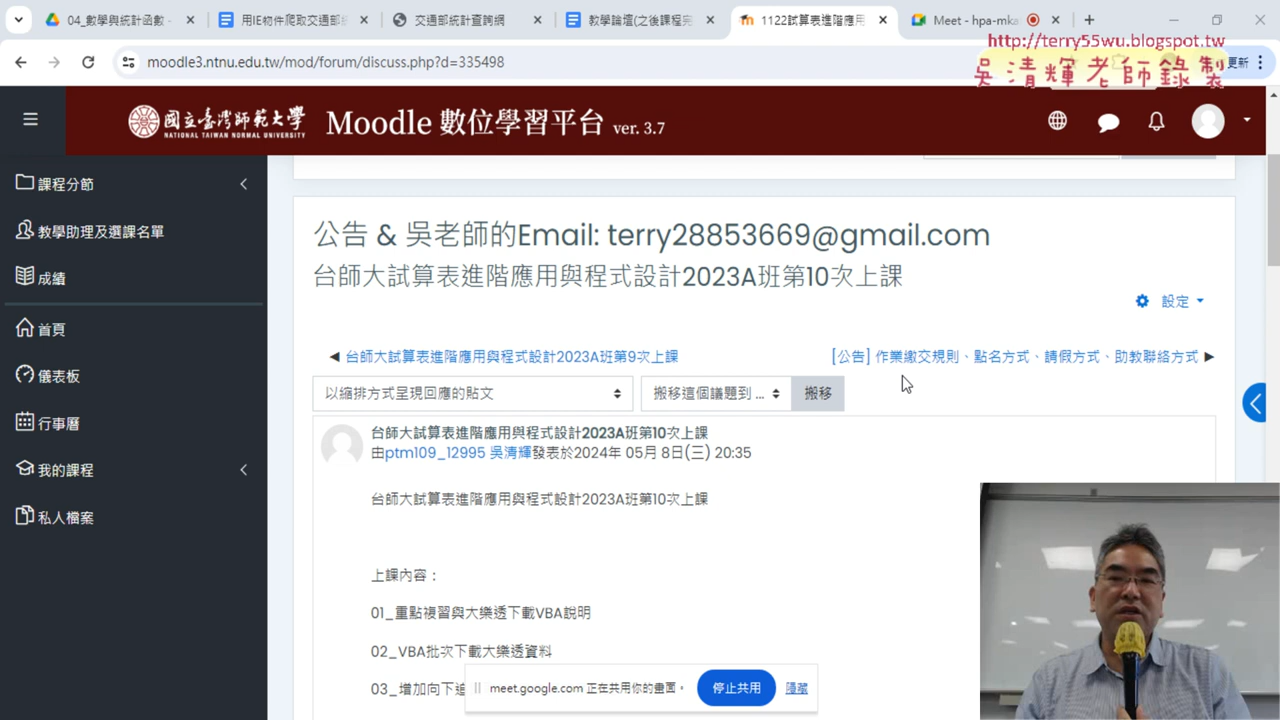 04_數學與統計函數 -
用IE物件爬取交通部統
交通部統計查詢網
教學論壇(之後課程完
1122試算表進階應用
Meet - hpa-mka
http://terry55wu.blogspot.tw
吳清輝老師錄製
moodle3.ntnu.edu.tw/mod/forum/discuss.php?d=335498
更新
國立臺灣師範大學
NATIONAL TAIWAN NORMAL UNIVERSITY
Moodle 數位學習平台 ver. 3.7
課程分節
教學助理及選課名單
成績
首頁
儀表板
行事曆
我的課程
私人檔案
公告 & 吳老師的Email: terry28853669@gmail.com
台師大試算表進階應用與程式設計2023A班第10次上課
設定
◀ 台師大試算表進階應用與程式設計2023A班第9次上課
[公告] 作業繳交規則、點名方式、請假方式、助教聯絡方式 ▶
以縮排方式呈現回應的貼文
搬移這個議題到 ...
搬移
台師大試算表進階應用與程式設計2023A班第10次上課
由ptm109_12995 吳清輝發表於2024年 05月 8日(三) 20:35
台師大試算表進階應用與程式設計2023A班第10次上課
上課內容：
01_重點複習與大樂透下載VBA說明
02_VBA批次下載大樂透資料
03_增加向下追
meet.google.com 正在共用你的畫面。
停止共用
隱藏